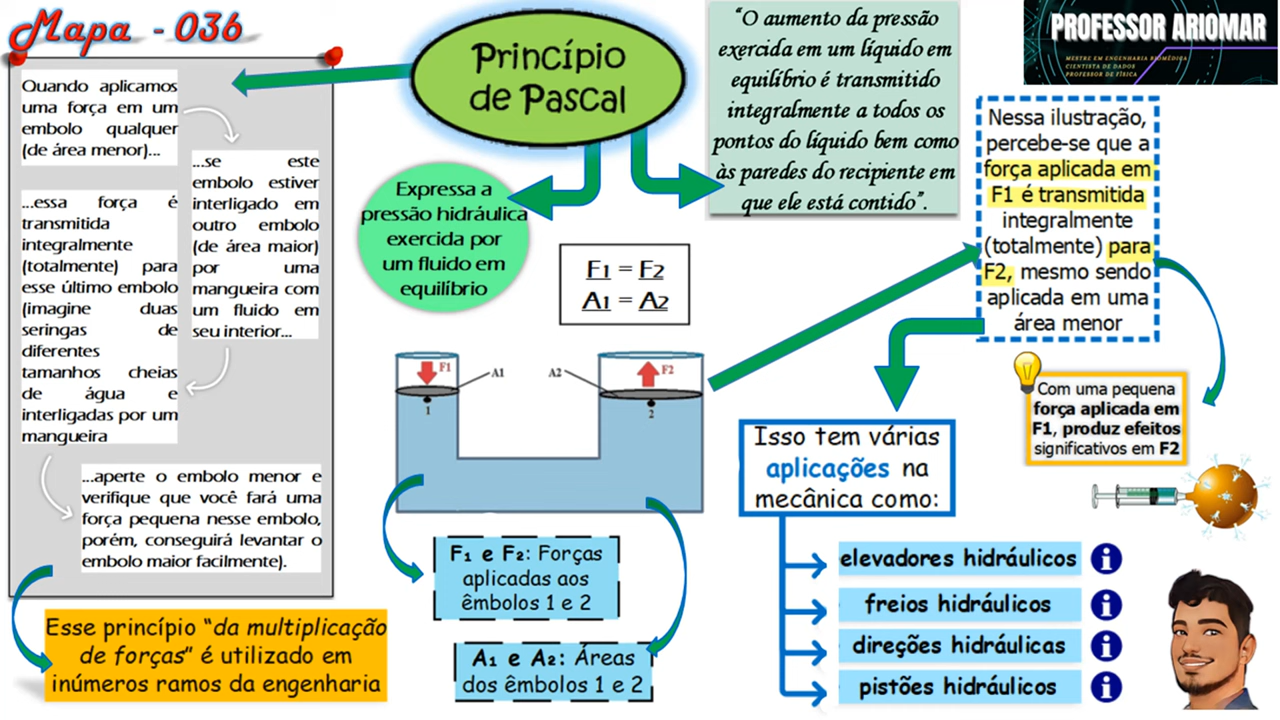 Mapa - 036
Princípio
de Pascal
"O aumento da pressão
exercida em um líquido em
equilíbrio é transmitido
integralmente a todos os
pontos do líquido bem como
às paredes do recipiente em
que ele está contido".
PROFESSOR ARIOMAR
MESTRE EM ENGENHARIA BIOMÉDICA
CIENTISTA DE DADOS
PROFESSOR DE FÍSICA
Quando aplicamos
uma força em um
embolo qualquer
(de área menor)...
...se este
embolo estiver
interligado em
outro embolo
(de área maior)
por uma
mangueira com
um fluido em
seu interior...
...essa força é
transmitida
integralmente
(totalmente) para
esse último embolo
(imagine duas
seringas de
diferentes
tamanhos cheias
de água e
interligadas por um
mangueira
...aperte o embolo menor e
verifique que você fará uma
força pequena nesse embolo,
porém, conseguirá levantar o
embolo maior facilmente).
Esse princípio "da multiplicação
de forças" é utilizado em
inúmeros ramos da engenharia
Expressa a
pressão hidráulica
exercida por
um fluido em
equilíbrio
F1 = F2
A1 = A2
F1
A1
A2
F2
1
2
F1 e F2: Forças
aplicadas aos
êmbolos 1 e 2
A1 e A2: Áreas
dos êmbolos 1 e 2
Nessa ilustração,
percebe-se que a
força aplicada em
F1 é transmitida
integralmente
(totalmente) para
F2, mesmo sendo
aplicada em uma
área menor
Com uma pequena
força aplicada em
F1, produz efeitos
significativos em F2
Isso tem várias
aplicações na
mecânica como:
elevadores hidráulicos
i
freios hidráulicos
i
direções hidráulicas
i
pistões hidráulicos
i